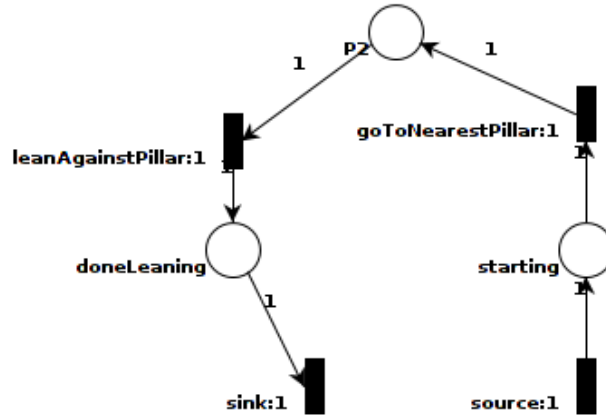 P2
1
1
goToNearestPillar:1
leanAgainstPillar:1
1
1
doneLeaning
starting
1
1
sink:1
source:1